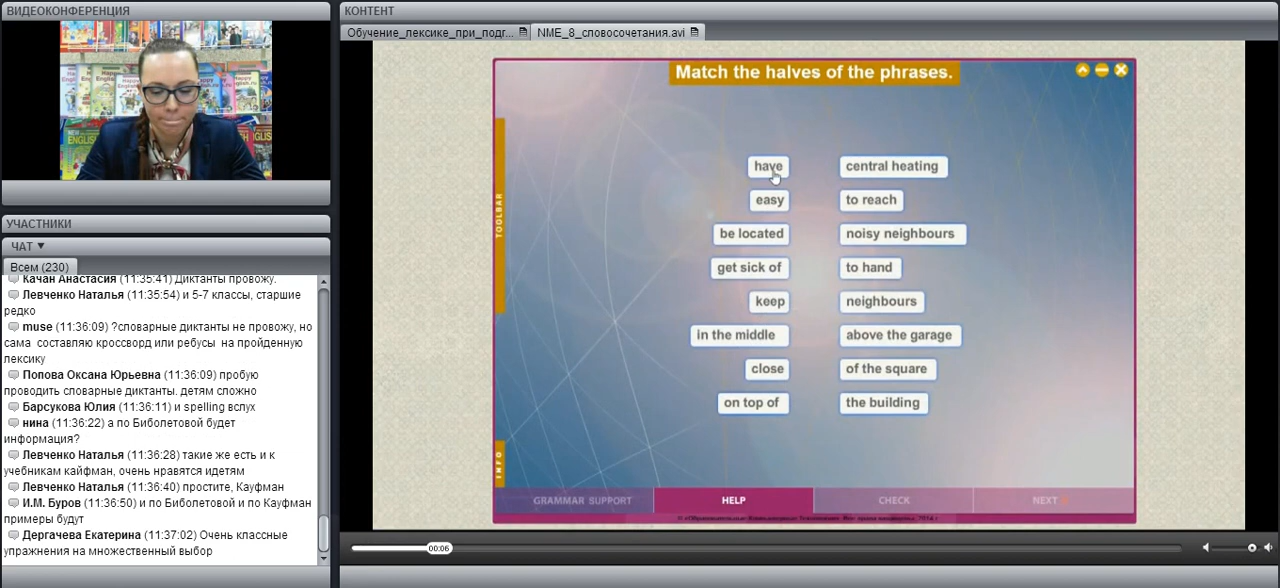 ВИДЕОКОНФЕРЕНЦИЯ
УЧАСТНИКИ
ЧАТ ▼
Всем (230)
Качан Анастасия (11:35:41) Диктанты провожу.
Левченко Наталья (11:35:54) и 5-7 классы, старшие
редко
muse (11:36:09) ?словарные диктанты не провожу, но
сама составляю кроссворд или ребусы на пройденную
лексику
Попова Оксана Юрьевна (11:36:09) пробую
проводить словарные диктанты. детям сложно
Барсукова Юлия (11:36:11) и spelling вслух
нина (11:36:22) а по Биболетовой будет
информация?
Левченко Наталья (11:36:28) такие же есть и к
учебникам кайфман, очень нравятся идетям
Левченко Наталья (11:36:40) простите, Кауфман
И.М. Буров (11:36:50) и по Биболетовой и по Кауфман
примеры будут
Дергачева Екатерина (11:37:02) Очень классные
упражнения на множественный выбор
КОНТЕНТ
Обучение_лексике_при_подг...
NME_8_словосочетания.avi
Match the halves of the phrases.
TOOLBAR
have central heating
easy to reach
be located noisy neighbours
get sick of to hand
keep neighbours
in the middle above the garage
close of the square
on top of the building
INFO
GRAMMAR SUPPORT HELP CHECK NEXT
00:06